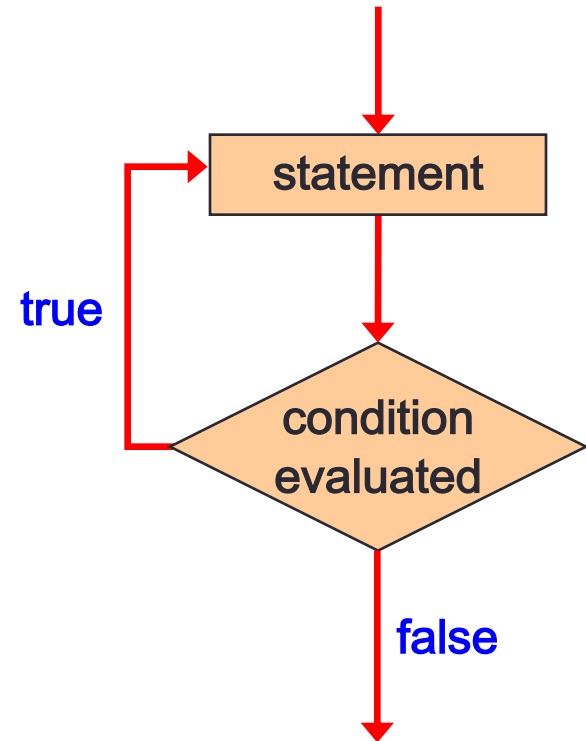 statement
true
condition
evaluated
false